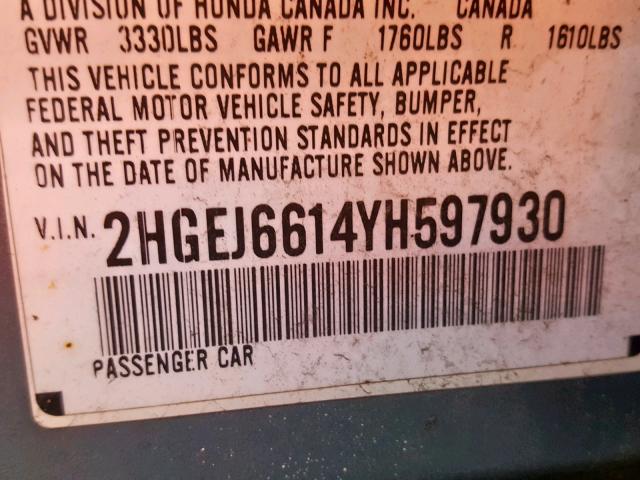 A DIVISION OF HONDA CANADA INC. CANADA
GVWR 3330LBS GAWR F 1760LBS R 1610LBS
THIS VEHICLE CONFORMS TO ALL APPLICABLE
FEDERAL MOTOR VEHICLE SAFETY, BUMPER,
AND THEFT PREVENTION STANDARDS IN EFFECT
ON THE DATE OF MANUFACTURE SHOWN ABOVE.
V.I.N. 2HGEJ6614YH597930
PASSENGER CAR